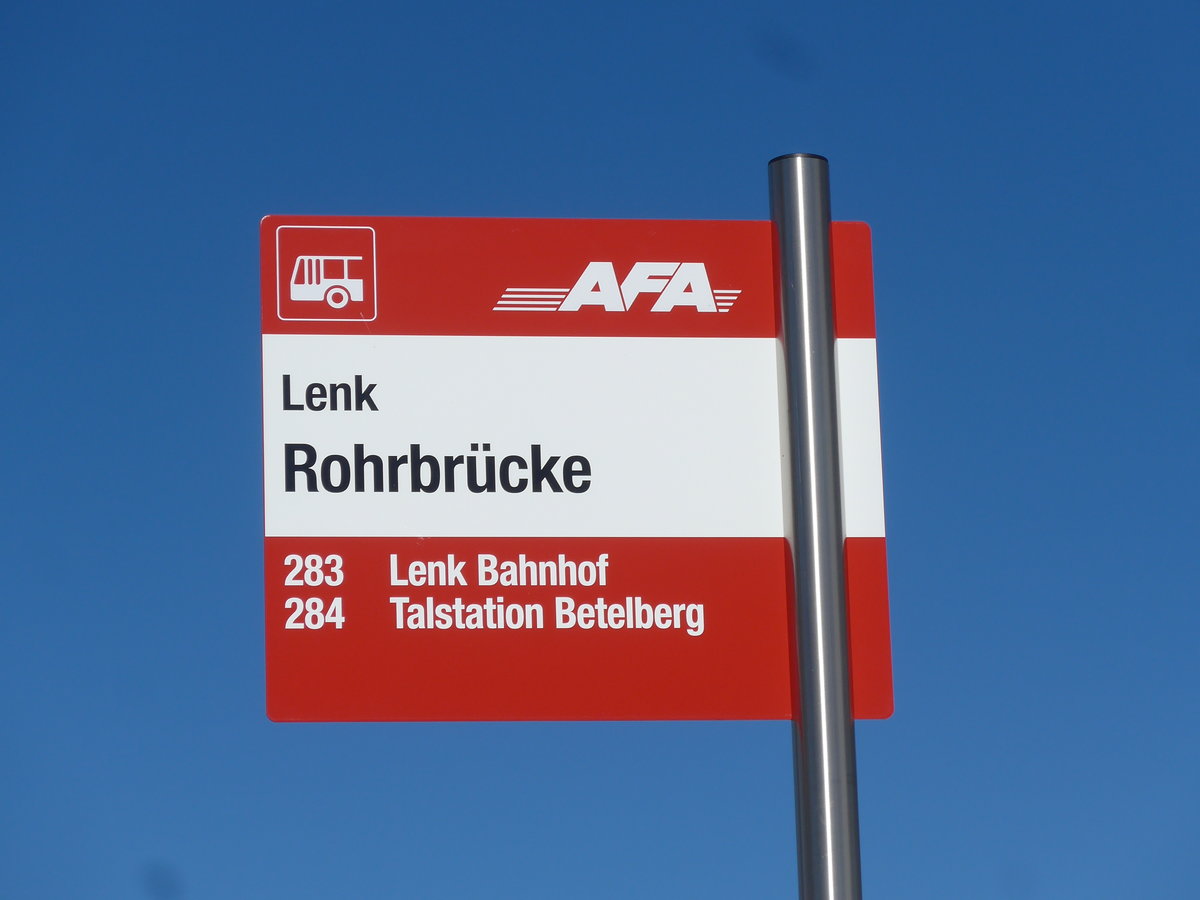 AFA
Lenk
Rohrbrücke
283 Lenk Bahnhof
284 Talstation Betelberg